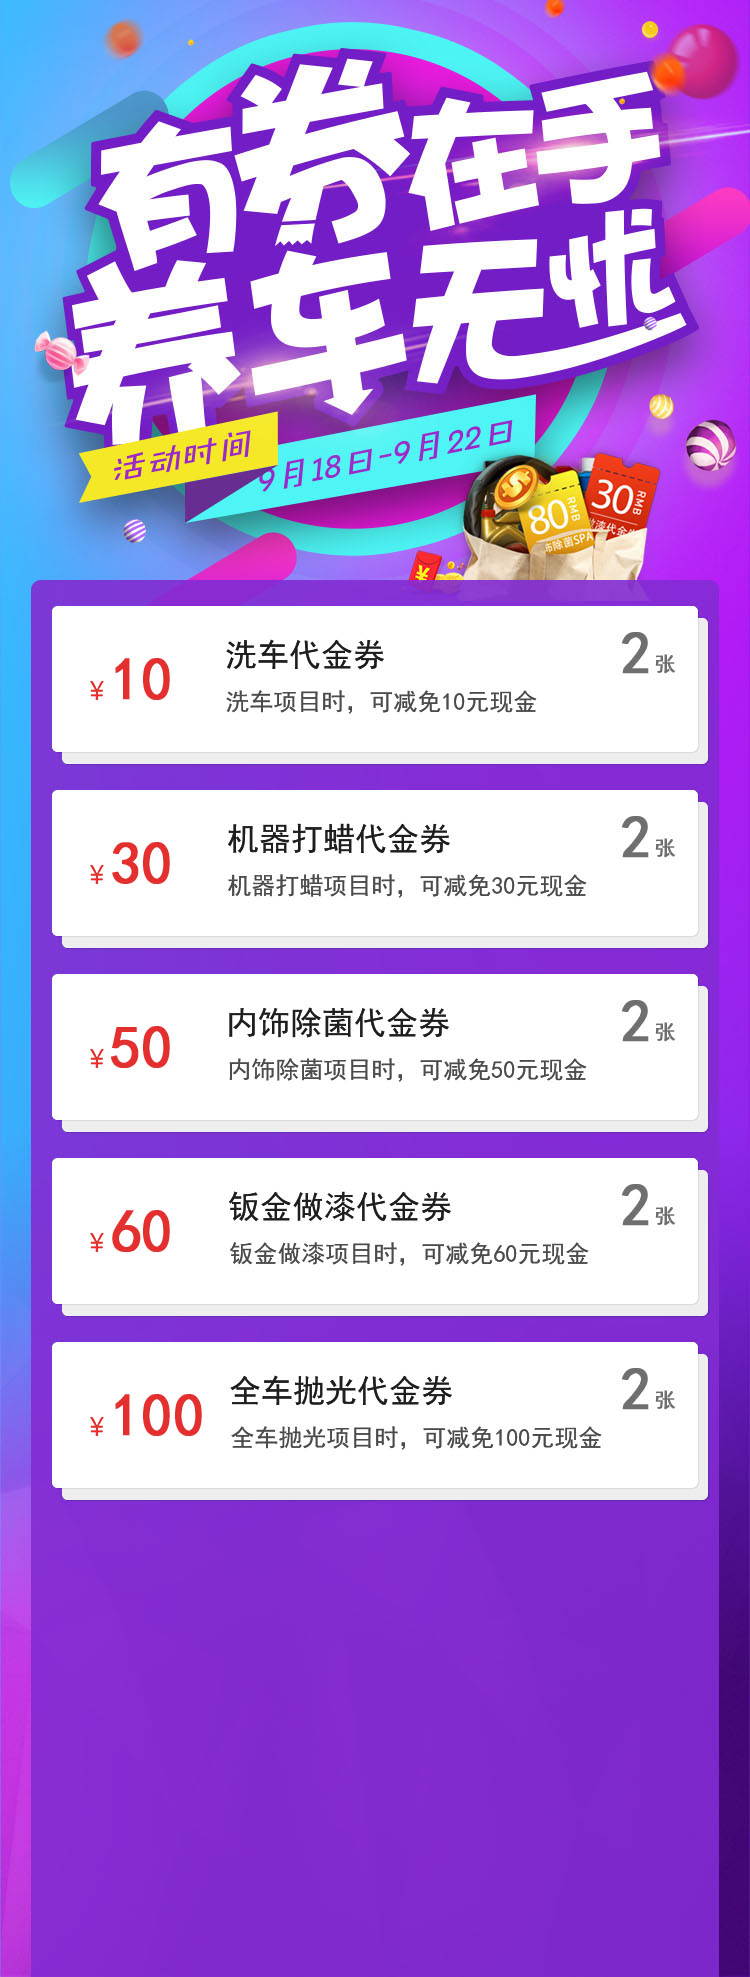 有券在手
养车无忧
活动时间
9月18日-9月22日
80 RMB
30 RMB
¥
¥10
洗车代金券
洗车项目时，可减免10元现金
2张
¥30
机器打蜡代金券
机器打蜡项目时，可减免30元现金
2张
¥50
内饰除菌代金券
内饰除菌项目时，可减免50元现金
2张
¥60
钣金做漆代金券
钣金做漆项目时，可减免60元现金
2张
¥100
全车抛光代金券
全车抛光项目时，可减免100元现金
2张